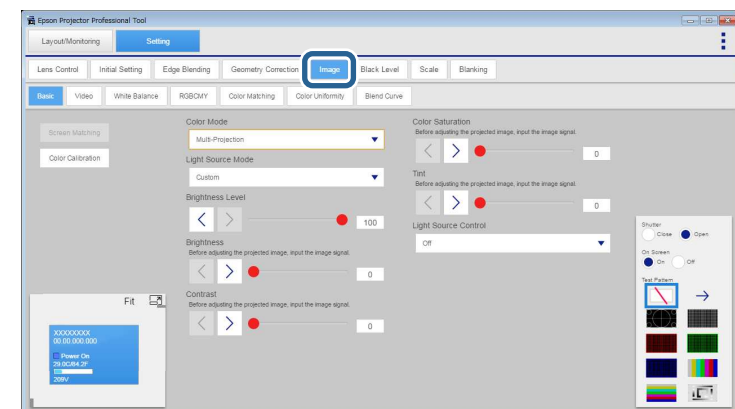 Epson Projector Professional Tool
Layout/Monitoring Setting
Lens Control Initial Setting Edge Blending Geometry Correction Image Black Level Scale Blanking
Basic Video White Balance RGBCMY Color Matching Color Uniformity Blend Curve
Screen Matching
Color Calibration
Color Mode
Multi-Projection
Light Source Mode
Custom
Brightness Level
100
Brightness
Before adjusting the projected image, input the image signal.
0
Contrast
Before adjusting the projected image, input the image signal.
0
Color Saturation
Before adjusting the projected image, input the image signal.
0
Tint
Before adjusting the projected image, input the image signal.
0
Light Source Control
Off
Shutter
Close Open
On Screen
On Off
Test Pattern
Fit
XXXXXXXX
00.00.000.000
Power On
29.0C/84.2F
209V